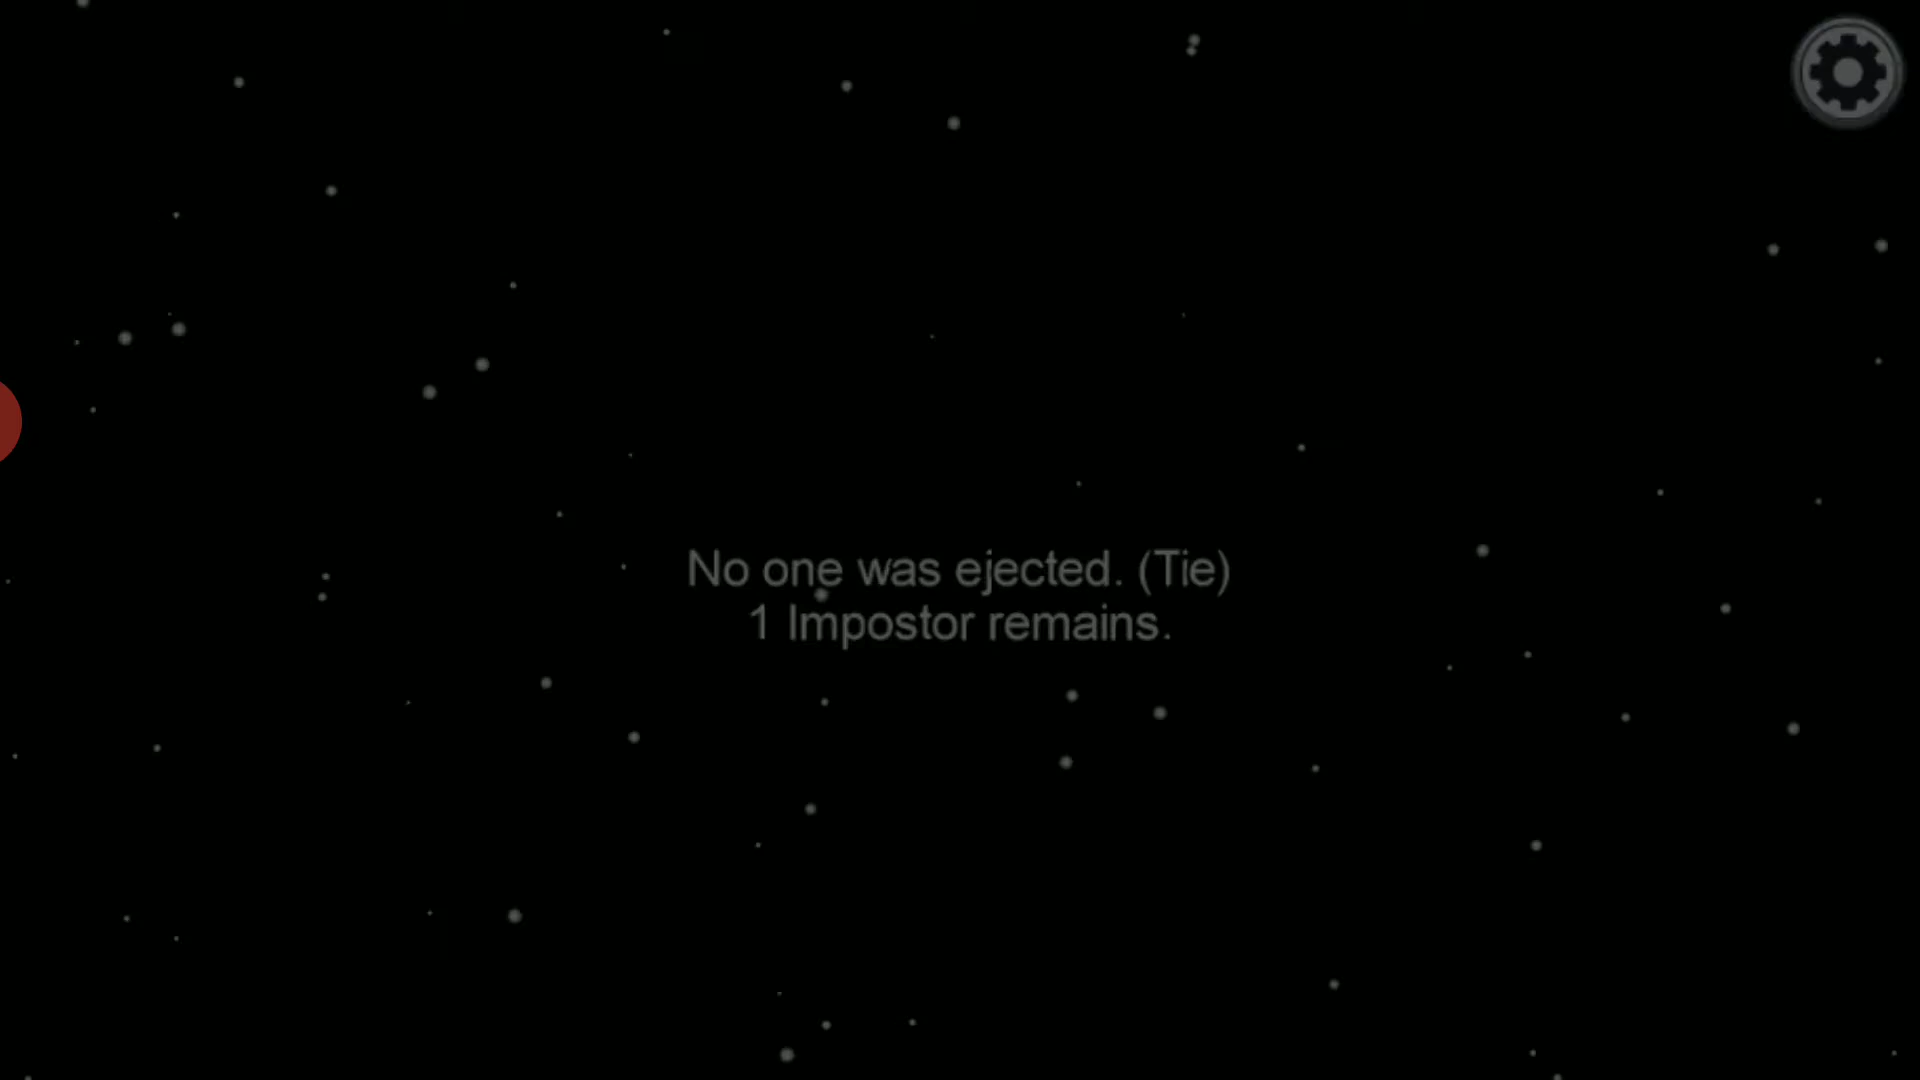 No one was ejected. (Tie)
1 Impostor remains.